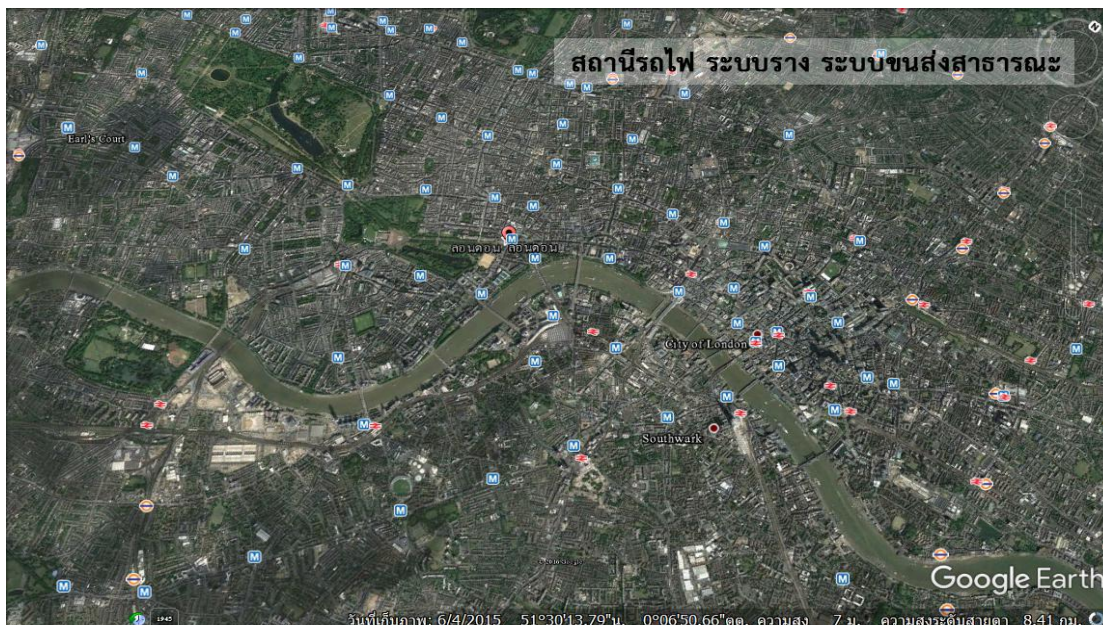 สถานีรถไฟ ระบบราง ระบบขนส่งสาธารณะ
Earl's Court
ลอนดอน ลอนดอน
City of London
Southwark
Google Earth
1945
วันที่เก็บภาพ: 6/4/2015 51°30'13.79"น. 0°06'50.66"ตต. ความสูง 7 ม. ความสูงระดับสายตา 8.41 กม.